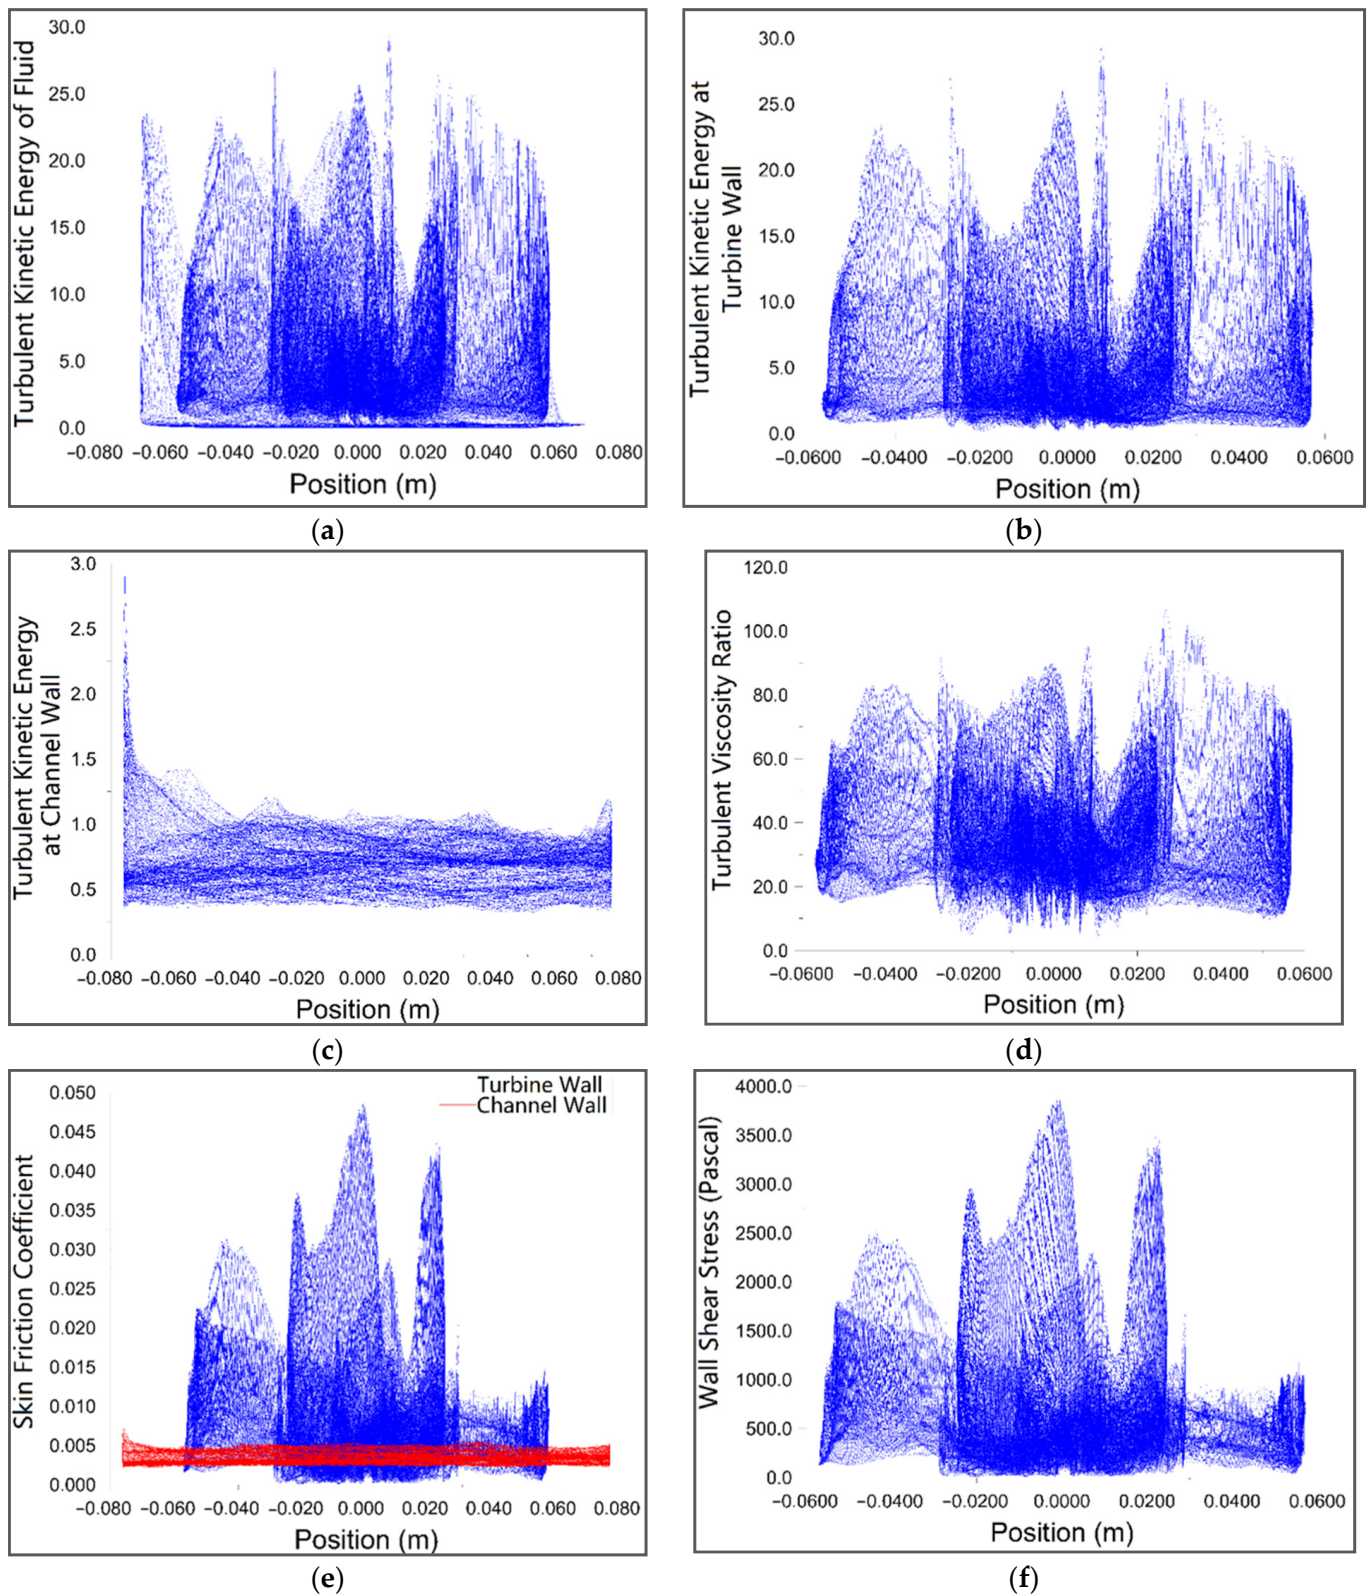 Turbulent Kinetic Energy of Fluid
30.0
25.0
20.0
15.0
10.0
5.0
0.0
−0.080 −0.060 −0.040 −0.020 0.000 0.020 0.040 0.060 0.080
Position (m)
(a)
Turbulent Kinetic Energy at
Turbine Wall
30.0
25.0
20.0
15.0
10.0
5.0
0.0
−0.0600 −0.0400 −0.0200 0.0000 0.0200 0.0400 0.0600
Position (m)
(b)
Turbulent Kinetic Energy
at Channel Wall
3.0
2.5
2.0
1.5
1.0
0.5
0.0
−0.080 −0.060 −0.040 −0.020 0.000 0.020 0.040 0.060 0.080
Position (m)
(c)
Turbulent Viscosity Ratio
120.0
100.0
80.0
60.0
40.0
20.0
0.0
−0.0600 −0.0400 −0.0200 0.0000 0.0200 0.0400 0.0600
Position (m)
(d)
Skin Friction Coefficient
0.050
0.045
0.040
0.035
0.030
0.025
0.020
0.015
0.010
0.005
0.000
Turbine Wall
Channel Wall
−0.080 −0.060 −0.040 −0.020 0.000 0.020 0.040 0.060 0.080
Position (m)
(e)
Wall Shear Stress (Pascal)
4000.0
3500.0
3000.0
2500.0
2000.0
1500.0
1000.0
500.0
0.0
−0.0600 −0.0400 −0.0200 0.0000 0.0200 0.0400 0.0600
Position (m)
(f)